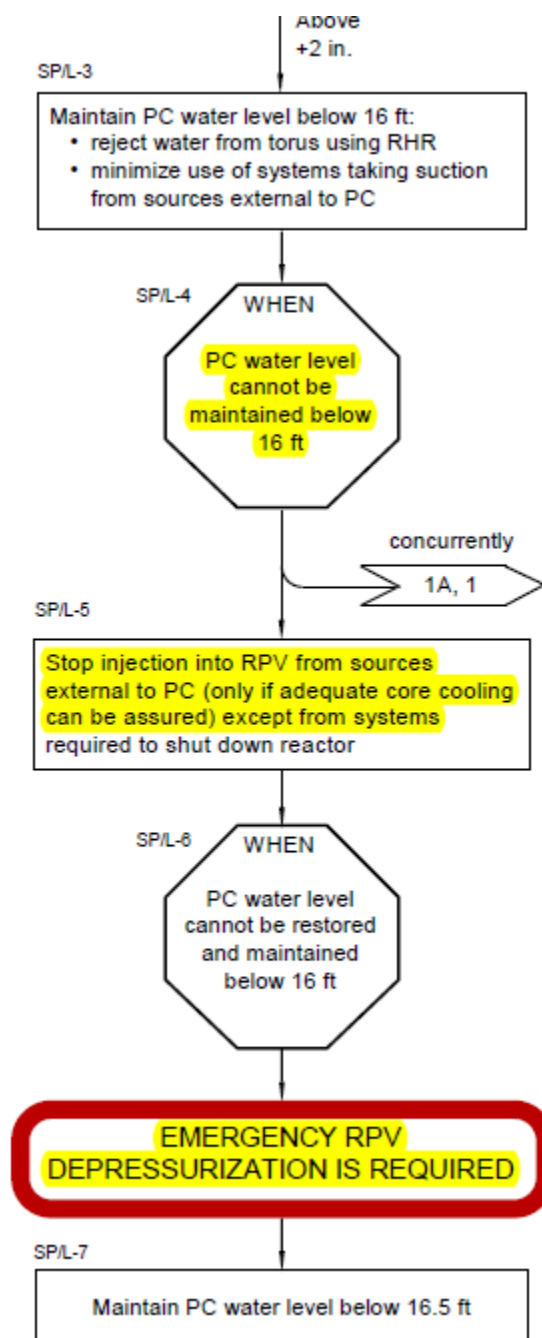 Above
+2 in.
SP/L-3
Maintain PC water level below 16 ft:
• reject water from torus using RHR
• minimize use of systems taking suction
from sources external to PC
SP/L-4
WHEN
PC water level
cannot be
maintained below
16 ft
concurrently
1A, 1
SP/L-5
Stop injection into RPV from sources
external to PC (only if adequate core cooling
can be assured) except from systems
required to shut down reactor
SP/L-6
WHEN
PC water level
cannot be restored
and maintained
below 16 ft
EMERGENCY RPV
DEPRESSURIZATION IS REQUIRED
SP/L-7
Maintain PC water level below 16.5 ft